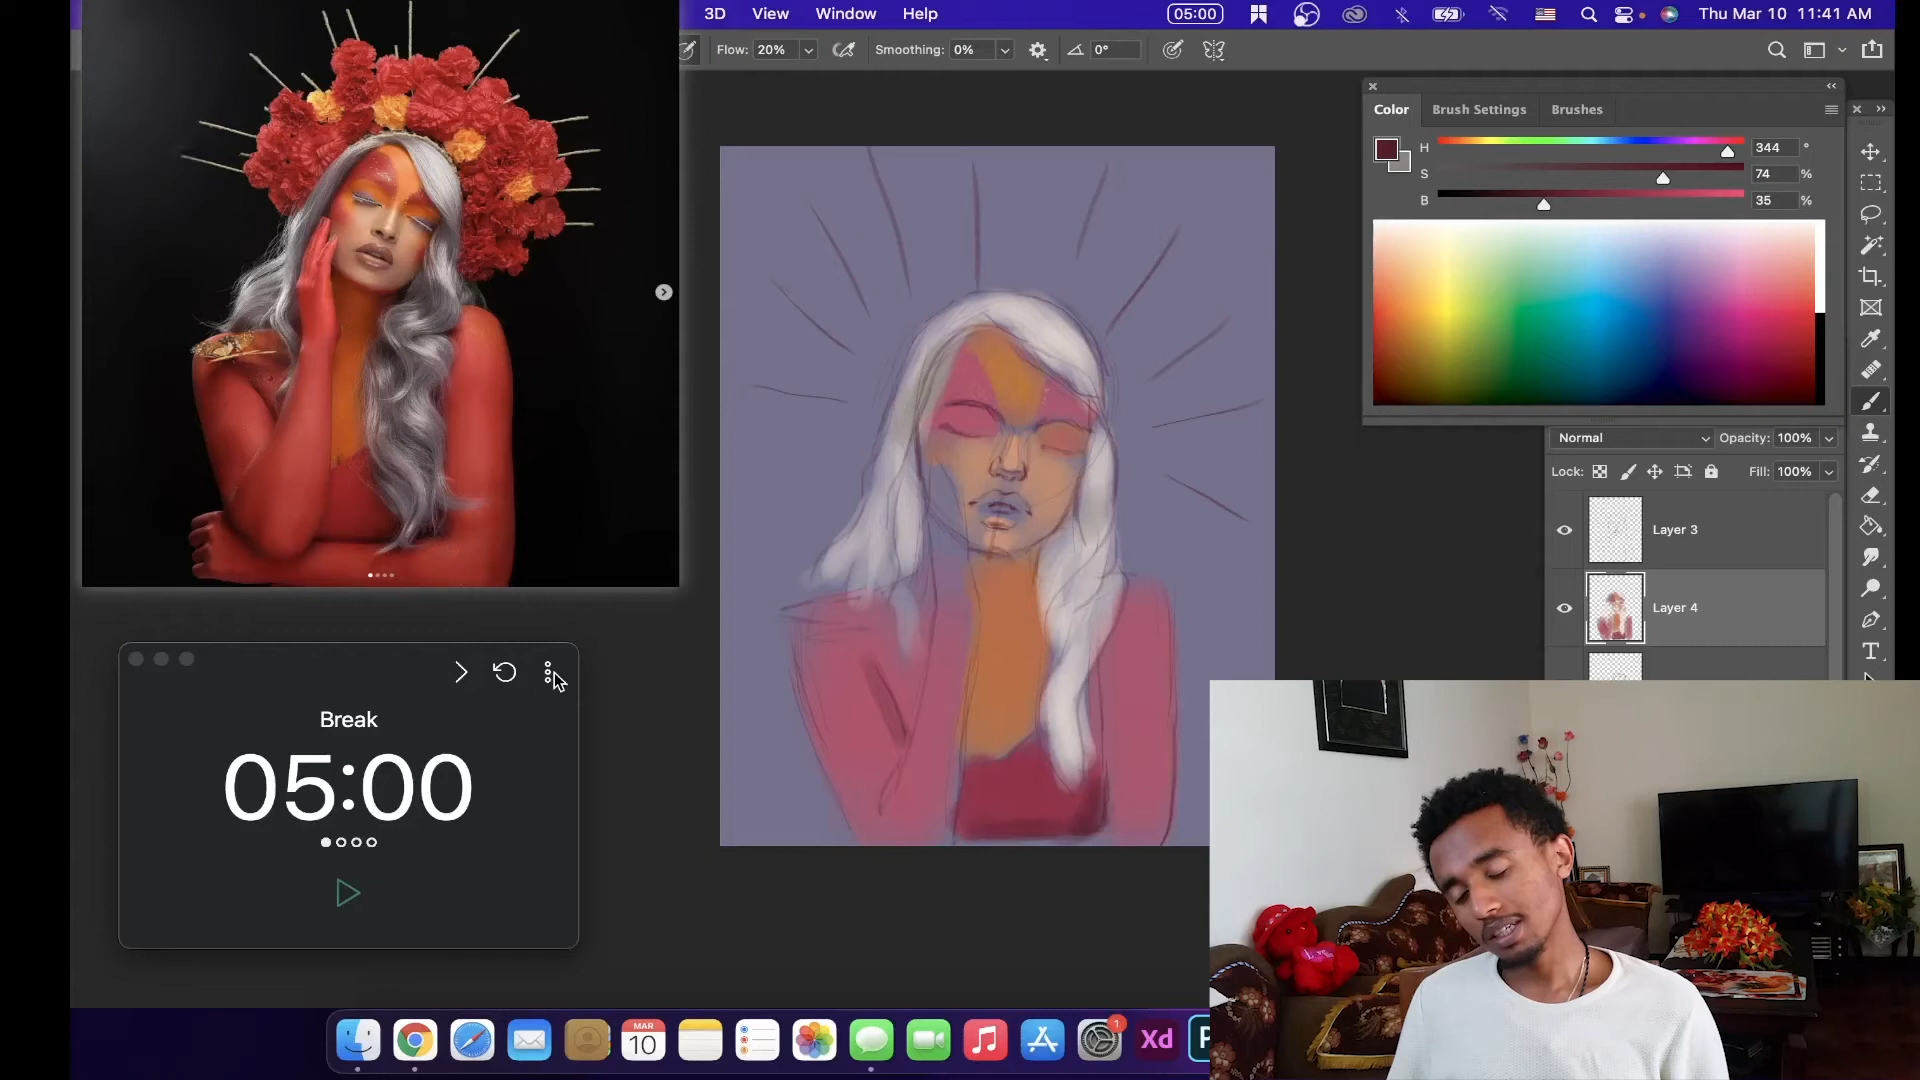 3D View Window Help 05:00 Thu Mar 10 11:41 AM
Flow: 20% Smoothing: 0% 0°
Color Brush Settings Brushes
H 344 °
S 74 %
B 35 %
Normal Opacity: 100%
Lock: Fill: 100%
Layer 3
Layer 4
T
Break
05:00
MAR
10
1
Xd
P